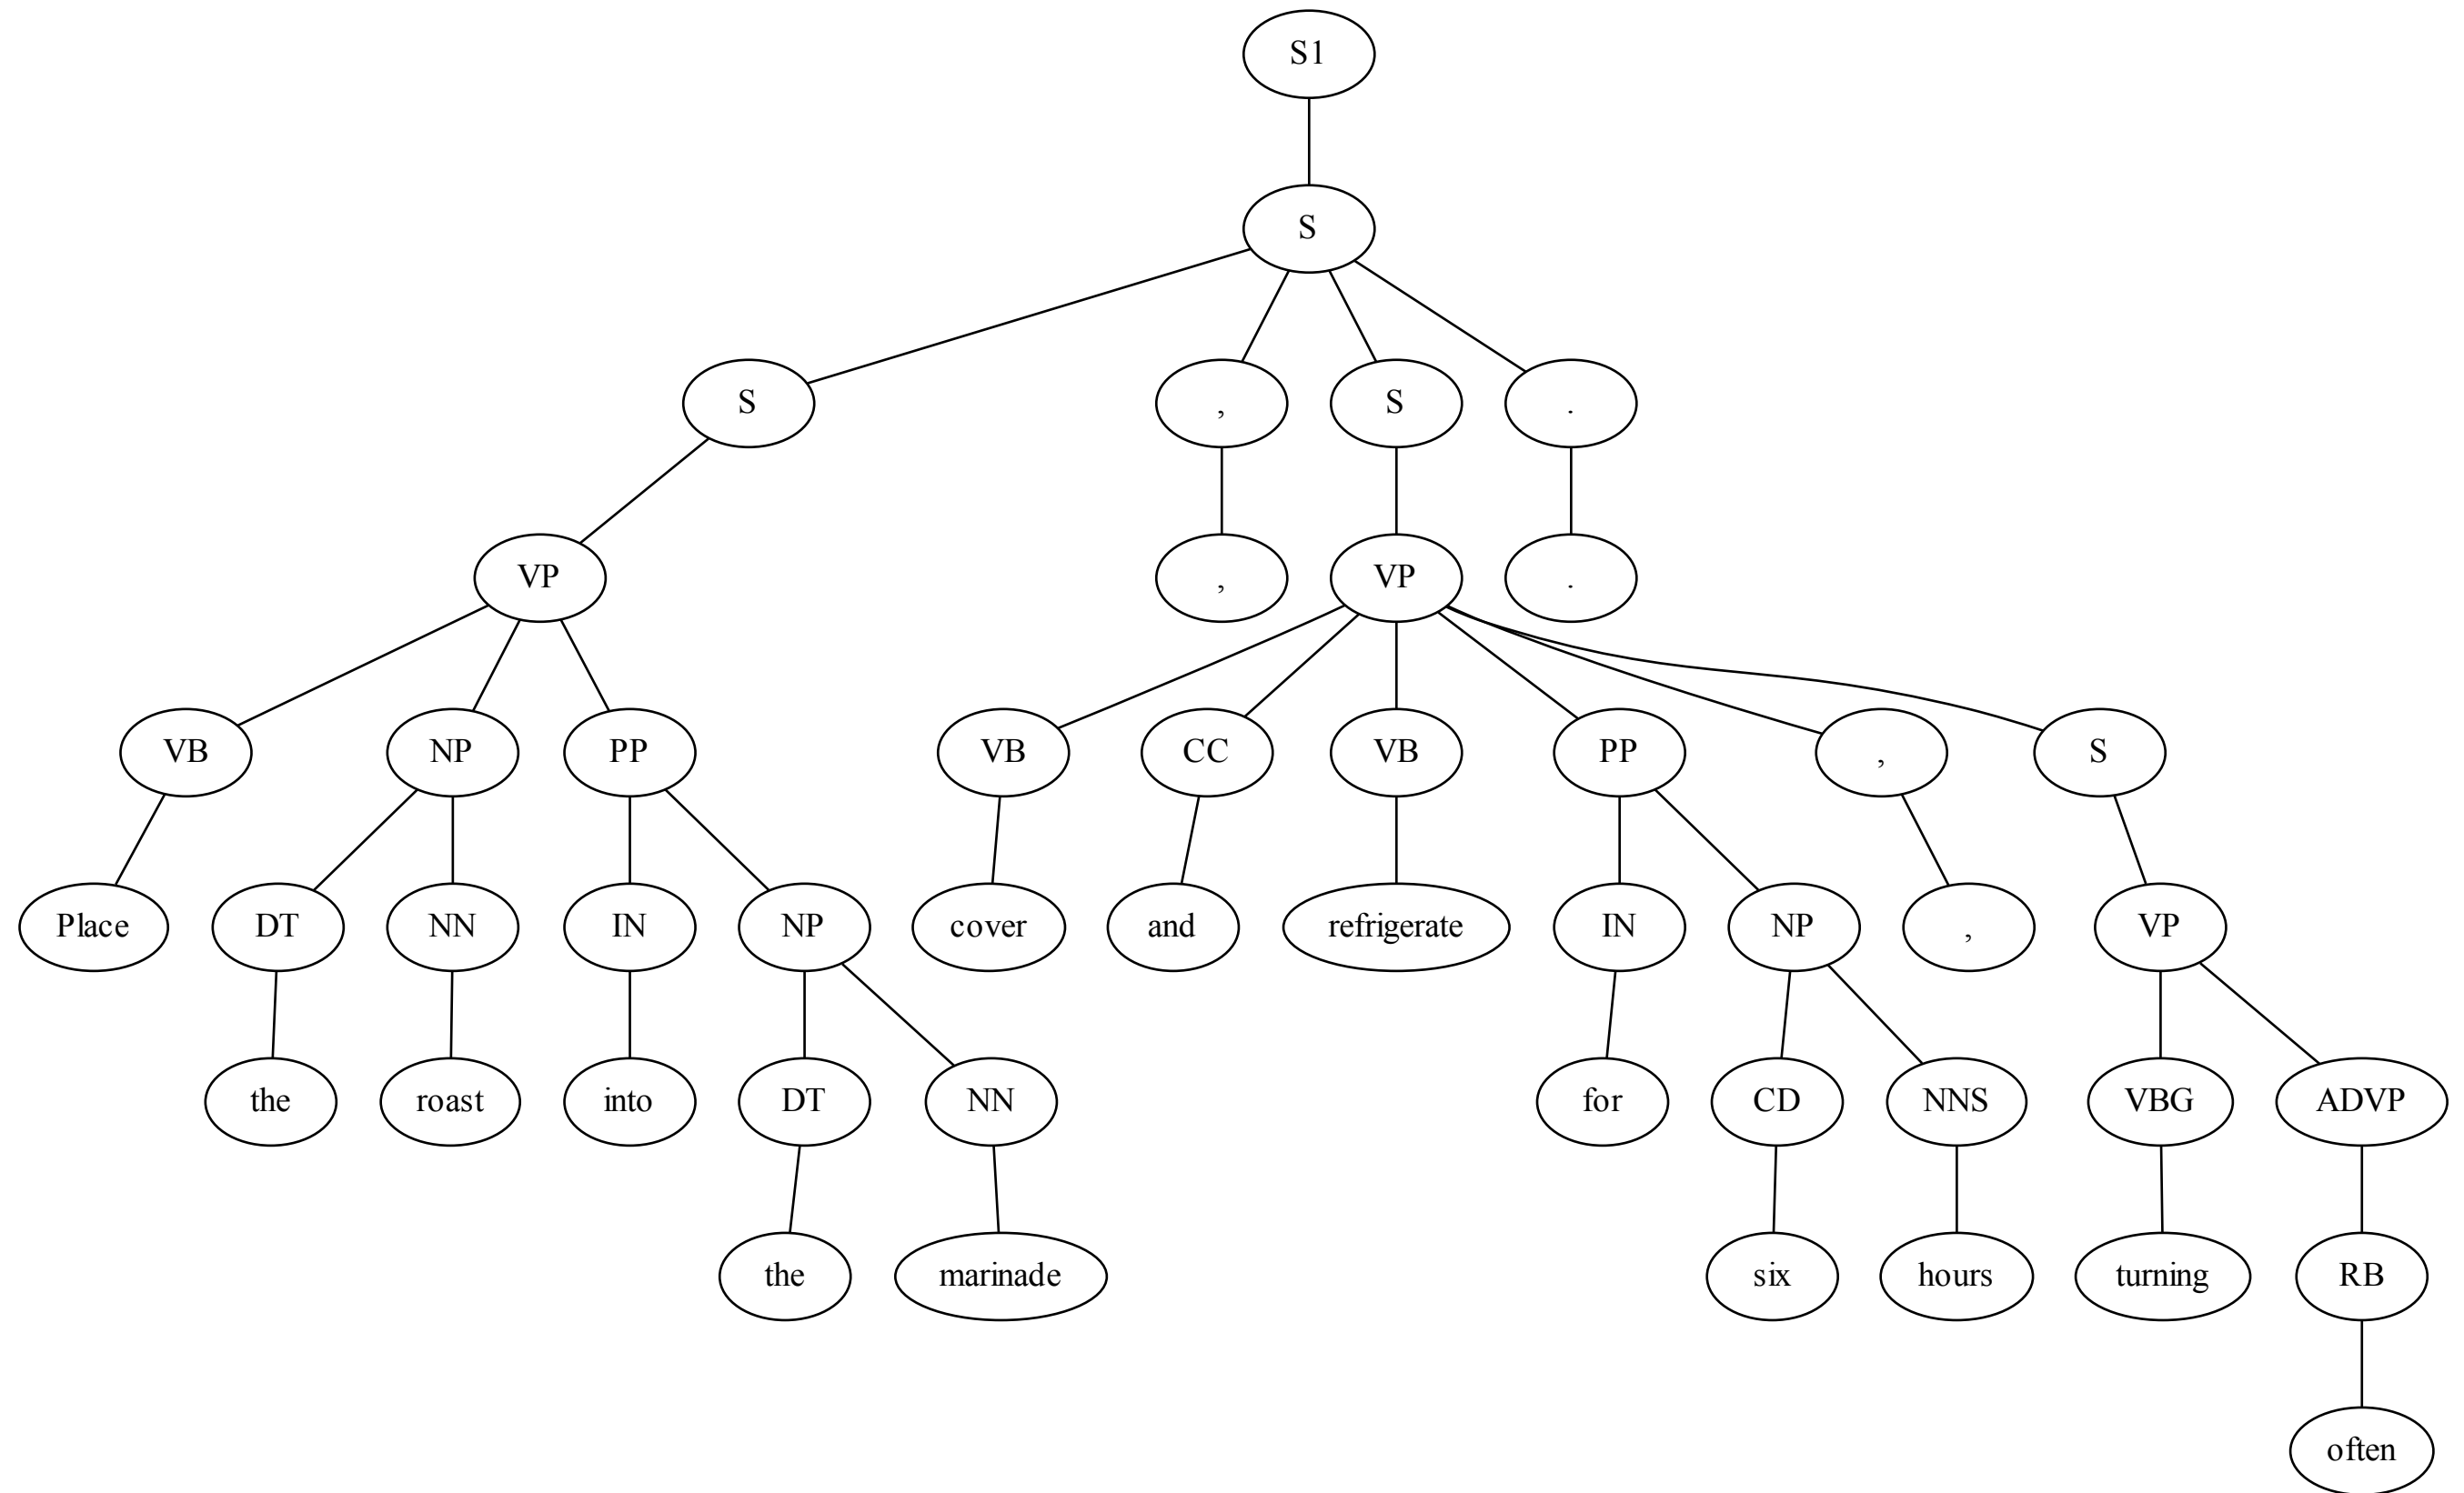 S1
S
S , S .
VP , VP .
VB NP PP VB CC VB PP , S
Place DT NN IN NP cover and refrigerate IN NP , VP
the roast into DT NN for CD NNS VBG ADVP
the marinade six hours turning RB
often